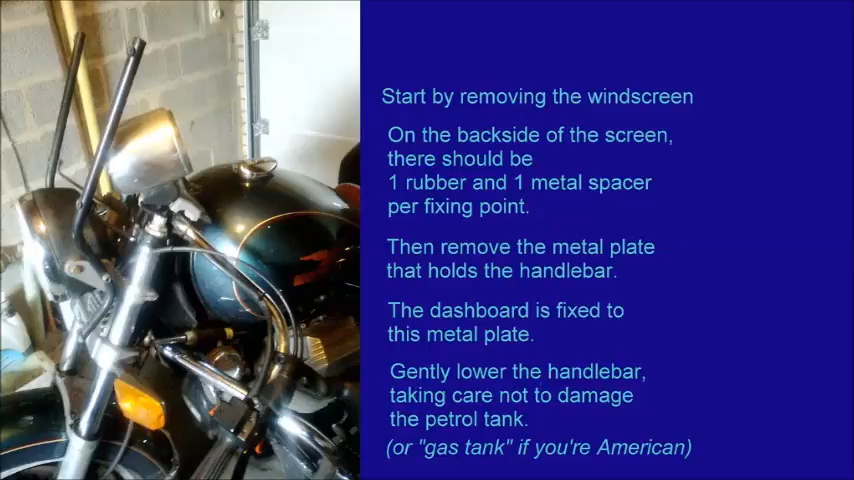 Start by removing the windscreen
On the backside of the screen,
there should be
1 rubber and 1 metal spacer
per fixing point.
Then remove the metal plate
that holds the handlebar.
The dashboard is fixed to
this metal plate.
Gently lower the handlebar,
taking care not to damage
the petrol tank.
(or "gas tank" if you're American)